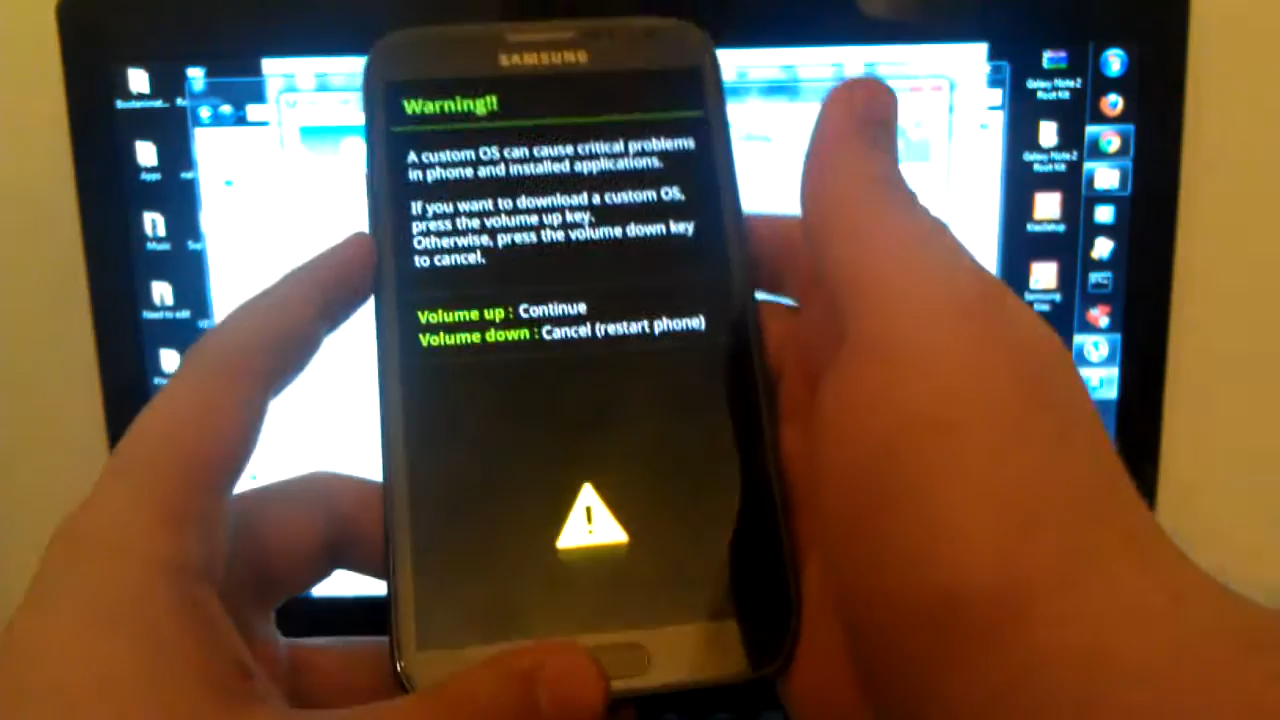 SAMSUNG
Warning!!
A custom OS can cause critical problems
in phone and installed applications.
If you want to download a custom OS,
press the volume up key.
Otherwise, press the volume down key
to cancel.
Volume up : Continue
Volume down : Cancel (restart phone)
Apps
Music
Need to edit
Galaxy Note 2
Root Kit
Galaxy Note 2
Root Kit
Samsung